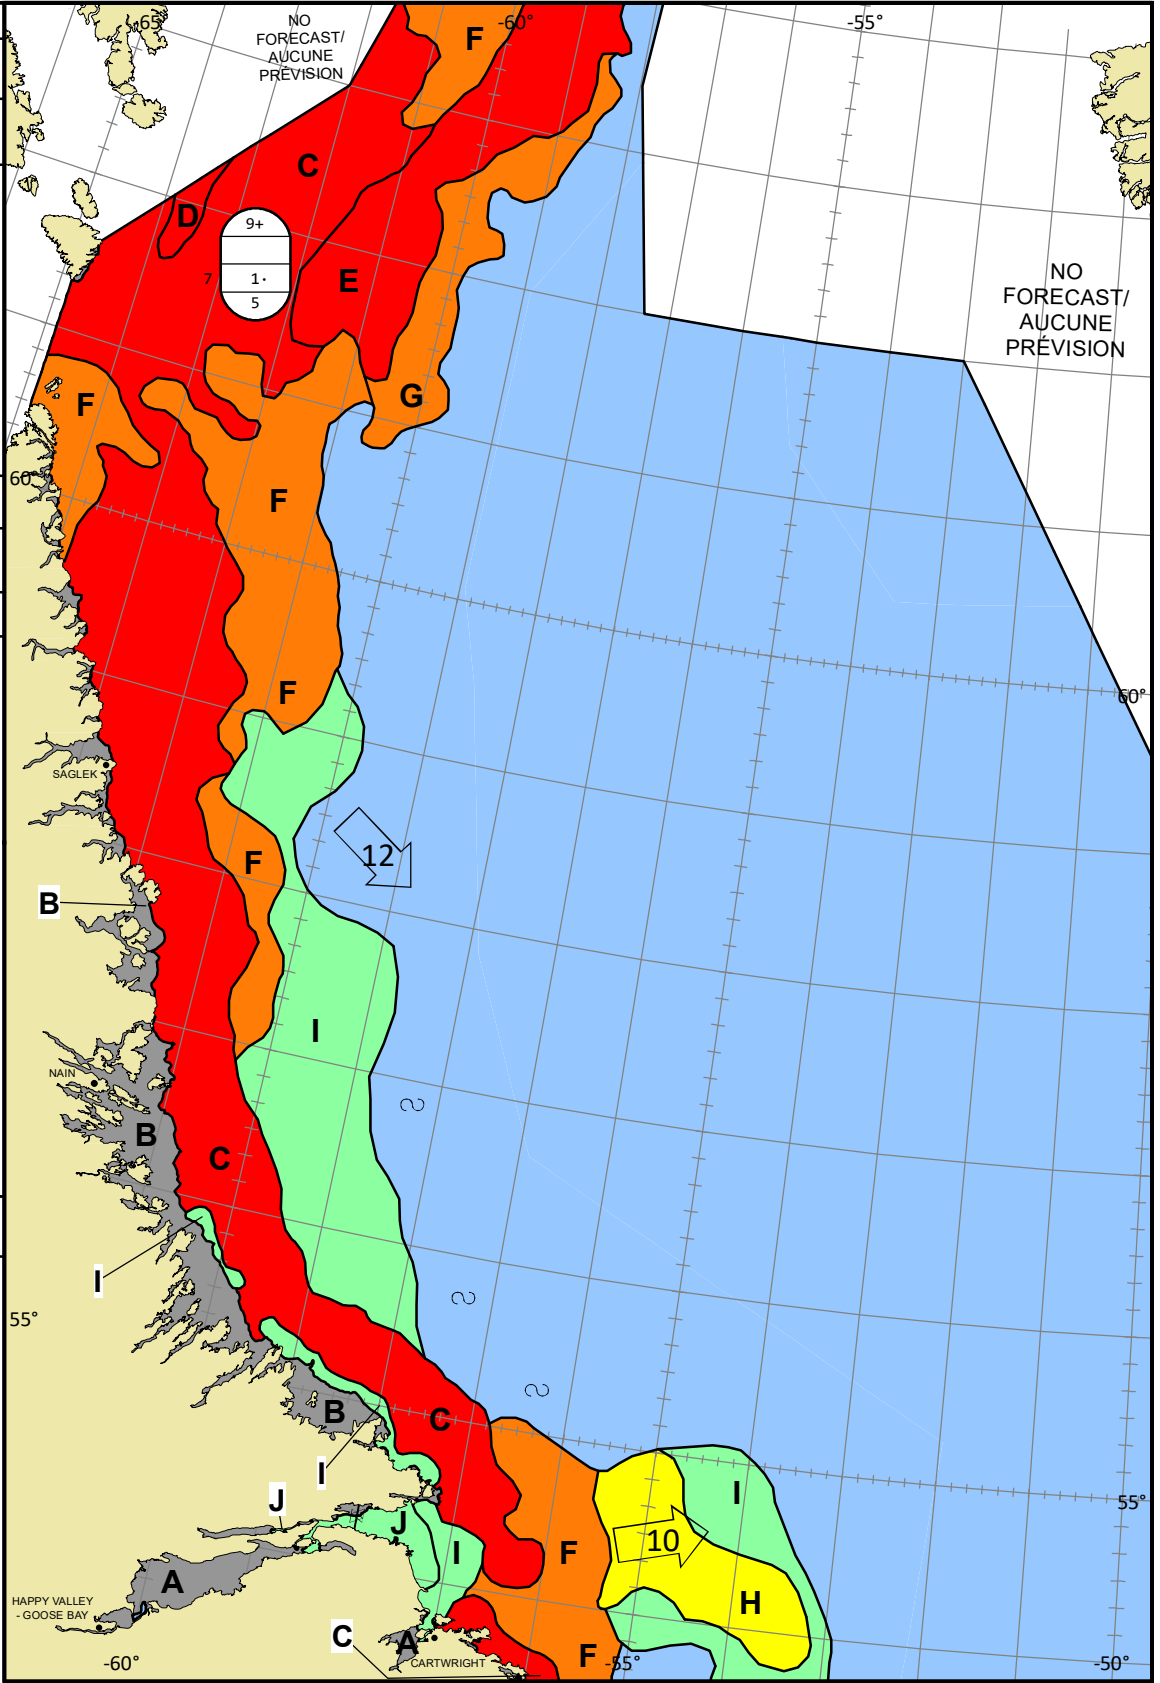 -65°
NO
FORECAST/
AUCUNE
PRÉVISION
F
-60°
-55°
C
D
9+
7
1·
5
E
NO
FORECAST/
AUCUNE
PRÉVISION
F
G
60°
F
F
60°
SAGLEK
12
F
B
I
NAIN
B
C
I
55°
B
C
I
I
J
J
I
10
F
55°
A
H
HAPPY VALLEY
- GOOSE BAY
C
A
CARTWRIGHT
F
-60°
-55°
-50°